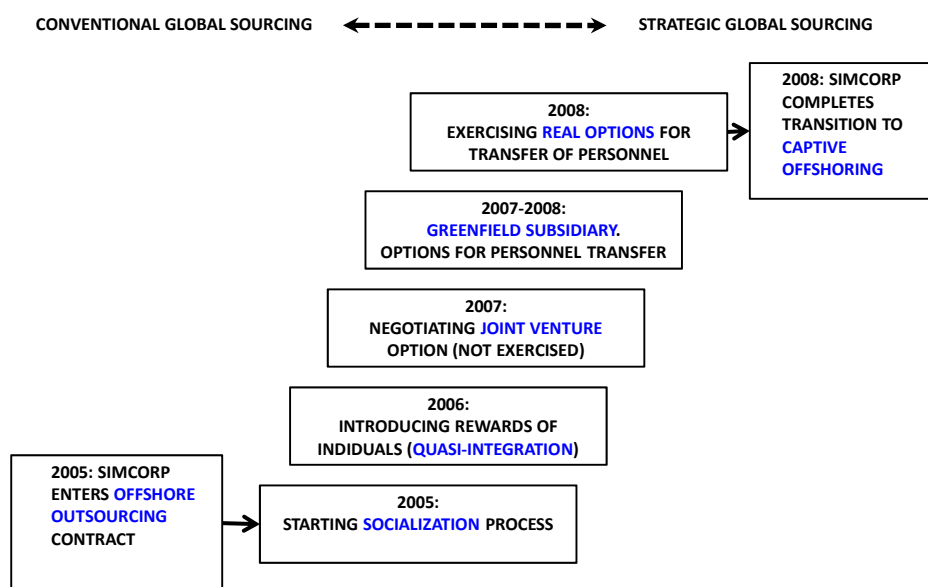 CONVENTIONAL GLOBAL SOURCING
STRATEGIC GLOBAL SOURCING
2008: SIMCORP
COMPLETES
TRANSITION TO
CAPTIVE
OFFSHORING
2008:
EXERCISING REAL OPTIONS FOR
TRANSFER OF PERSONNEL
2007-2008:
GREENFIELD SUBSIDIARY.
OPTIONS FOR PERSONNEL TRANSFER
2007:
NEGOTIATING JOINT VENTURE
OPTION (NOT EXERCISED)
2006:
INTRODUCING REWARDS OF
INDIDUALS (QUASI-INTEGRATION)
2005: SIMCORP
ENTERS OFFSHORE
OUTSOURCING
CONTRACT
2005:
STARTING SOCIALIZATION PROCESS